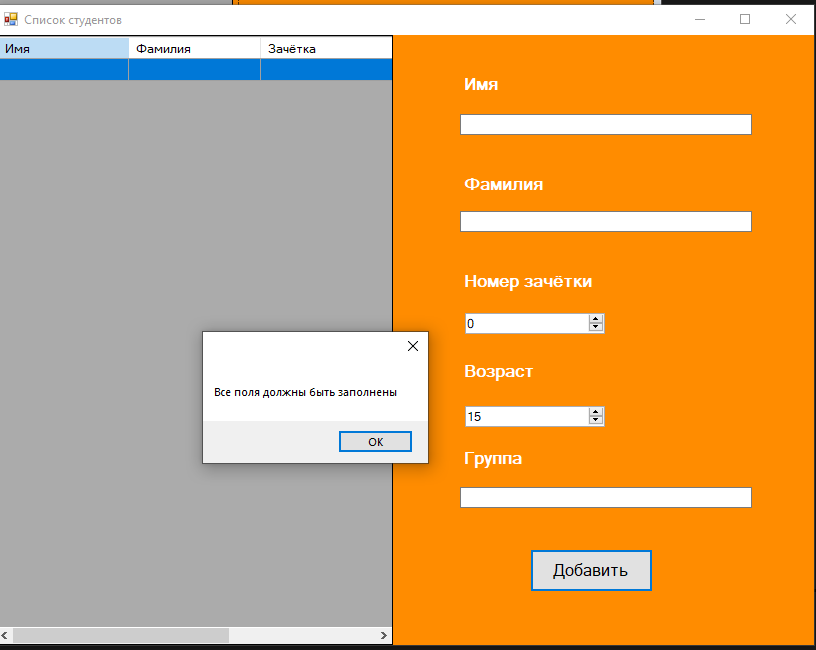 Список студентов
Имя Фамилия Зачётка
Имя
Фамилия
Номер зачётки
0
Возраст
15
Группа
Добавить
Все поля должны быть заполнены
ОК